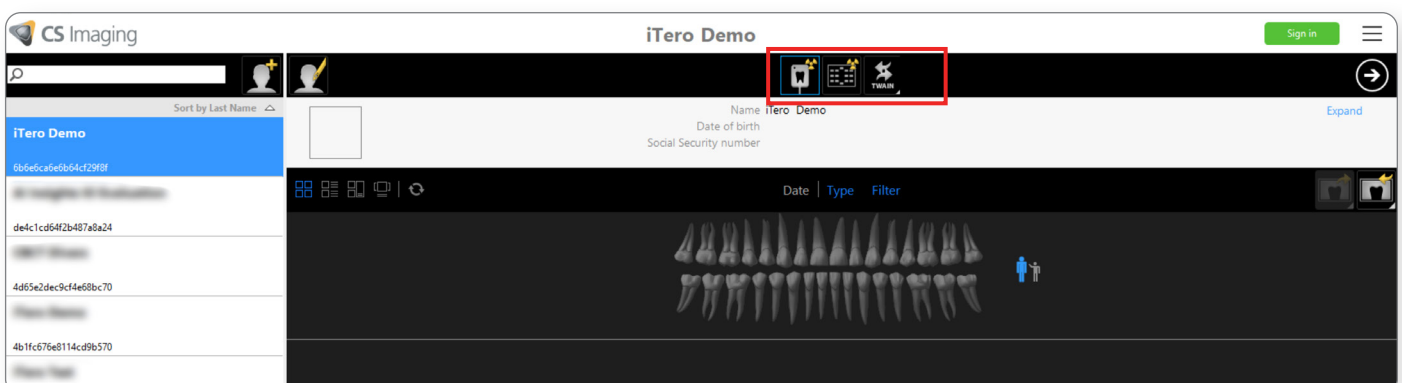 CS Imaging
iTero Demo
Sign in
TWAIN
Sort by Last Name
iTero Demo
6b6e6ca6e6b64cf29f8f
de4c1cd64f2b487a8a24
4d65e2dec9cf4e68bc70
4b1fc676e8114cd9b570
Name iTero Demo
Date of birth
Social Security number
Expand
Date | Type Filter